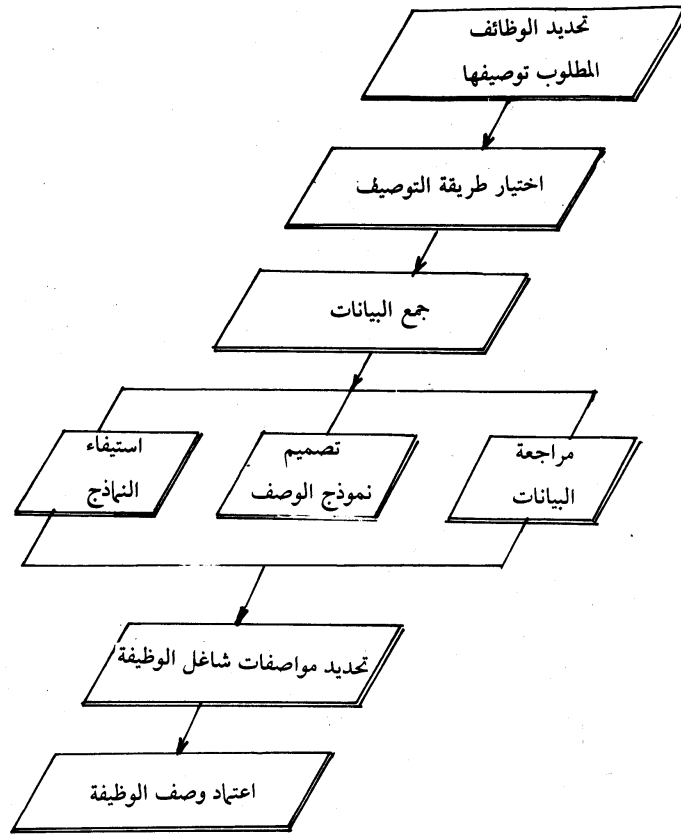 تحديد الوظائف
المطلوب توصيفها
اختيار طريقة التوصيف
جمع البيانات
مراجعة
البيانات
تصميم
نموذج الوصف
استيفاء
النماذج
تحديد مواصفات شاغل الوظيفة
اعتماد وصف الوظيفة